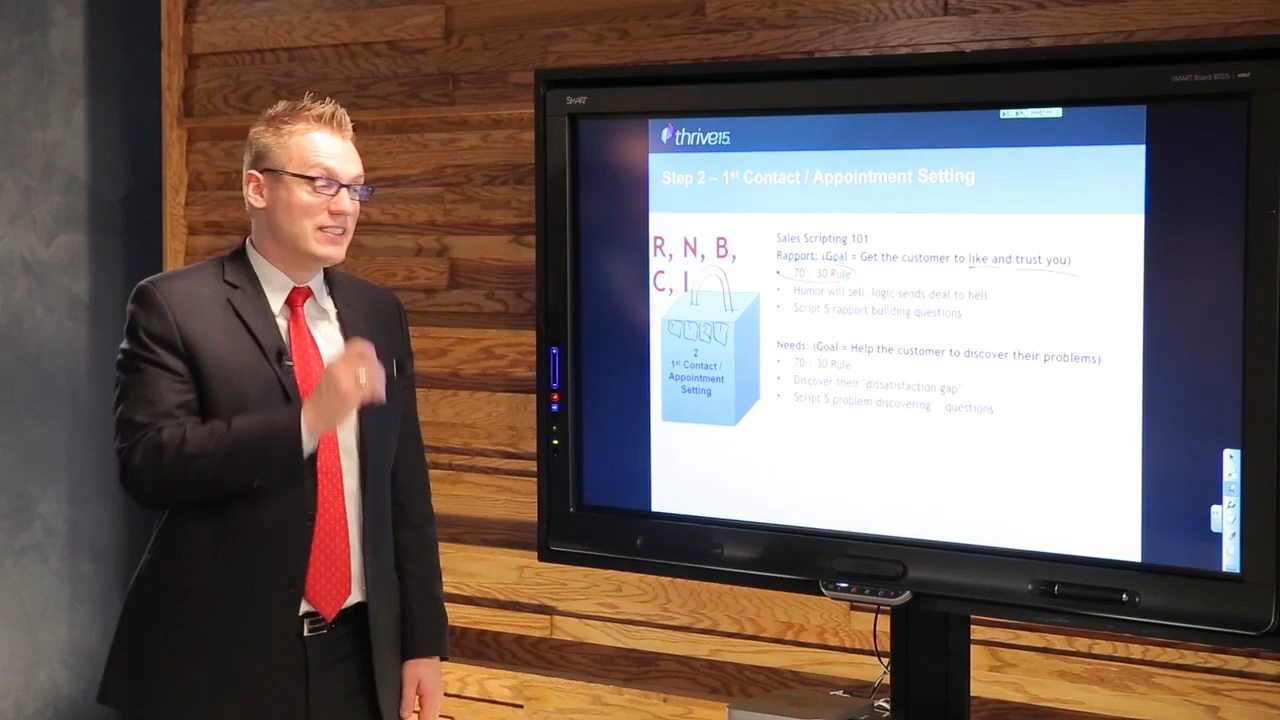 SMART
SMART Board 8055i
thrive15.
Step 2 – 1st Contact / Appointment Setting
R, N, B,
C, I
Sales Scripting 101
Rapport: (Goal = Get the customer to like and trust you)
• 70 / 30 Rule
• Humor will sell, logic sends deal to hell
• Script 5 rapport building questions
Needs: (Goal = Help the customer to discover their problems)
• 70 / 30 Rule
• Discover their "dissatisfaction gap"
• Script 5 problem discovering questions
2
1st Contact /
Appointment
Setting